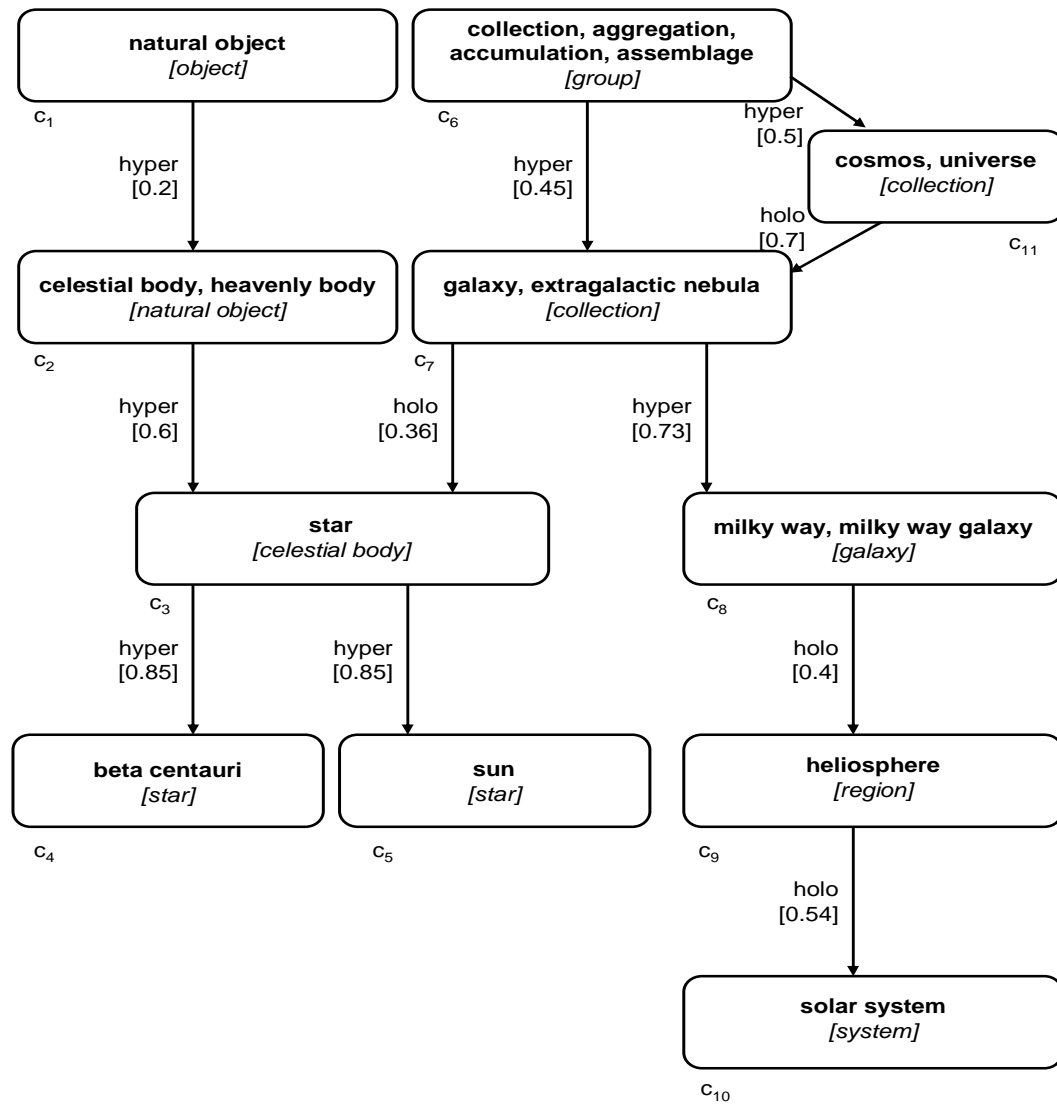 natural object
[object]
c1
collection, aggregation,
accumulation, assemblage
[group]
c6
hyper
[0.5]
hyper
[0.2]
hyper
[0.45]
cosmos, universe
[collection]
c11
holo
[0.7]
celestial body, heavenly body
[natural object]
c2
galaxy, extragalactic nebula
[collection]
c7
hyper
[0.6]
holo
[0.36]
hyper
[0.73]
star
[celestial body]
c3
milky way, milky way galaxy
[galaxy]
c8
hyper
[0.85]
hyper
[0.85]
holo
[0.4]
beta centauri
[star]
c4
sun
[star]
c5
heliosphere
[region]
c9
holo
[0.54]
solar system
[system]
c10